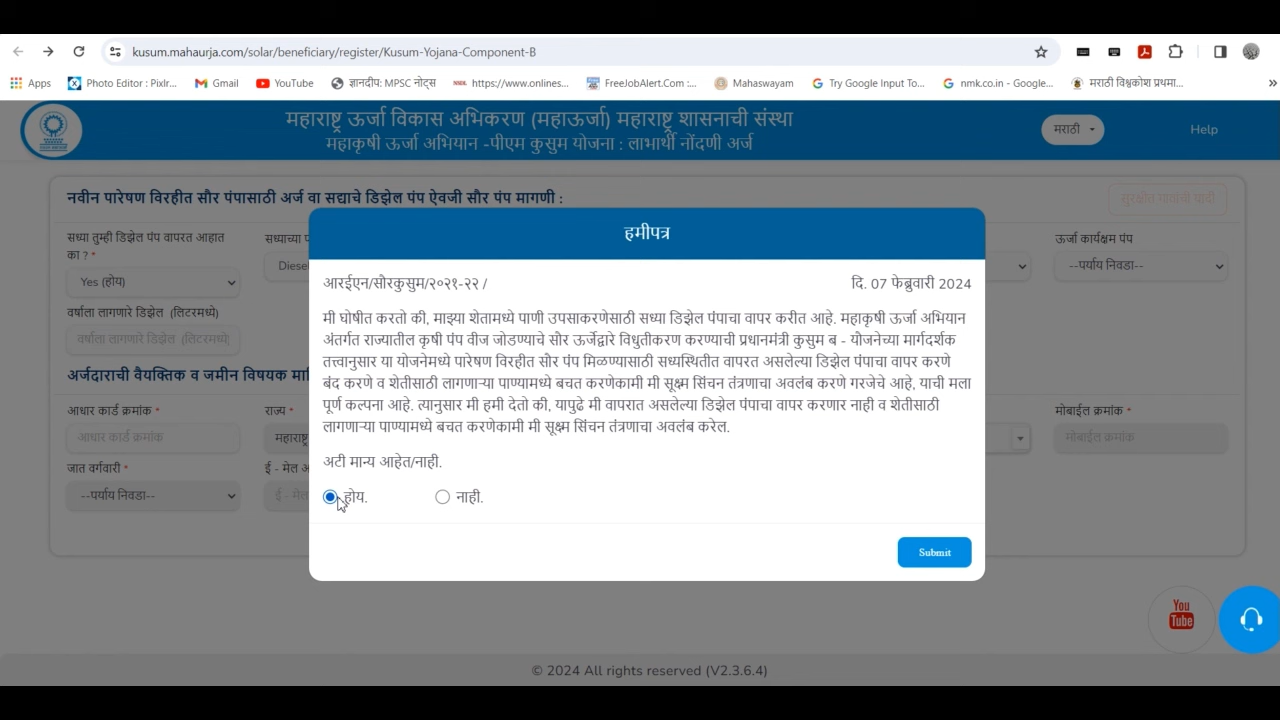 kusum.mahaurja.com/solar/beneficiary/register/Kusum-Yojana-Component-B
Apps
Photo Editor : Pixlr...
Gmail
YouTube
ज्ञानदीप: MPSC नोट्स
https://www.onlines...
FreeJobAlert.Com :...
Mahaswayam
Try Google Input To...
nmk.co.in - Google...
मराठी विश्वकोश प्रथमा...
»
महाराष्ट्र ऊर्जा विकास अभिकरण (महाऊर्जा) महाराष्ट्र शासनाची संस्था
महाकृषी ऊर्जा अभियान -पीएम कुसुम योजना : लाभार्थी नोंदणी अर्ज
मराठी
Help
नवीन पारेषण विरहीत सौर पंपासाठी अर्ज वा सद्याचे डिझेल पंप ऐवजी सौर पंप मागणी :
सध्या तुम्ही डिझेल पंप वापरत आहात
का ? *
सध्याच्या प
ऊर्जा कार्यक्षम पंप
Yes (होय)
Diese
--पर्याय निवडा--
वर्षाला लागणारे डिझेल (लिटरमध्ये)
वर्षाला लागणारे डिझेल (लिटरमध्ये)
अर्जदाराची वैयक्तिक व जमीन विषयक माहि
आधार कार्ड क्रमांक *
राज्य *
मोबाईल क्रमांक *
आधार कार्ड क्रमांक
महाराष्ट्र
मोबाईल क्रमांक
जात वर्गवारी *
ई - मेल अ
--पर्याय निवडा--
ई - मेल
हमीपत्र
आरईएन/सौरकुसुम/२०२१-२२ /
दि. 07 फेब्रुवारी 2024
मी घोषीत करतो की, माझ्या शेतामध्ये पाणी उपसाकरणेसाठी सध्या डिझेल पंपाचा वापर करीत आहे. महाकृषी ऊर्जा अभियान
अंतर्गत राज्यातील कृषी पंप वीज जोडण्याचे सौर ऊर्जेद्वारे विधुतीकरण करण्याची प्रधानमंत्री कुसुम ब - यौजनेच्या मार्गदर्शक
तत्त्वानुसार या योजनेमध्ये पारेषण विरहीत सौर पंप मिळण्यासाठी सध्यस्थितीत वापरत असलेल्या डिझेल पंपाचा वापर करणे
बंद करणे व शेतीसाठी लागणाऱ्या पाण्यामध्ये बचत करणेकामी मी सूक्ष्म सिंचन तंत्रणाचा अवलंब करणे गरजेचे आहे, याची मला
पूर्ण कल्पना आहे. त्यानुसार मी हमी देतो की, यापुढे मी वापरात असलेल्या डिझेल पंपाचा वापर करणार नाही व शेतीसाठी
लागणाऱ्या पाण्यामध्ये बचत करणेकामी मी सूक्ष्म सिंचन तंत्रणाचा अवलंब करेल.
अटी मान्य आहेत/नाही.
होय.
नाही.
Submit
You
Tube
© 2024 All rights reserved (V2.3.6.4)